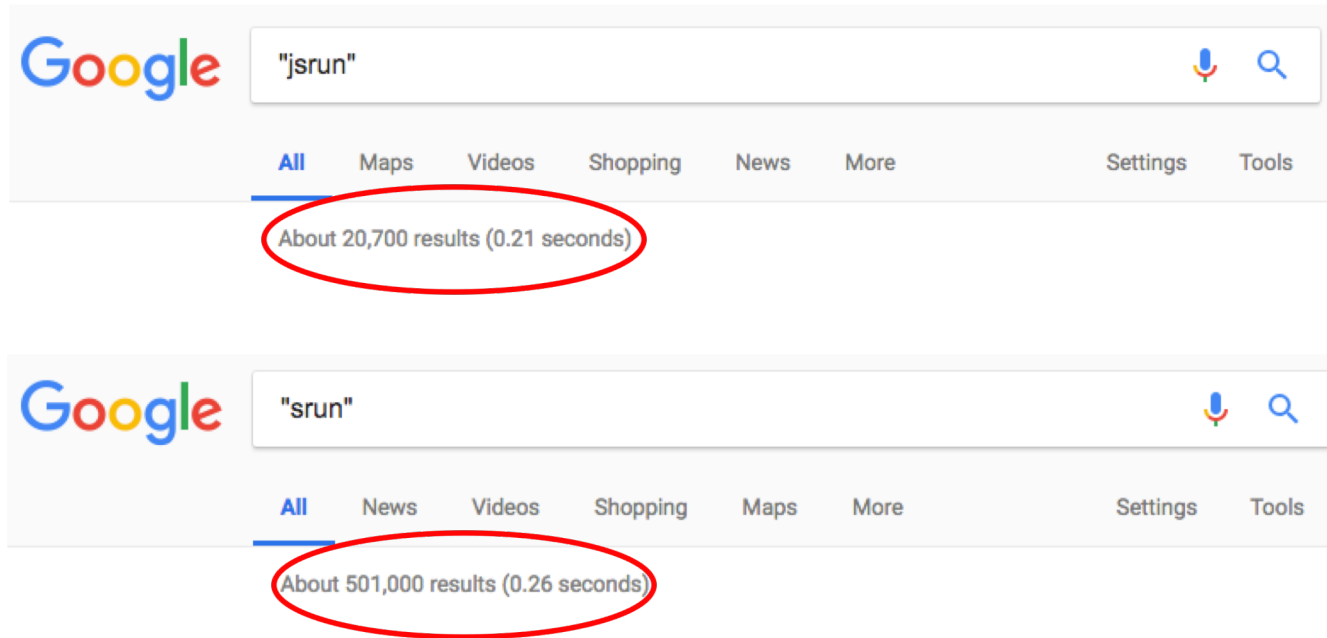 Google "jsrun"
All Maps Videos Shopping News More Settings Tools
About 20,700 results (0.21 seconds)
Google "srun"
All News Videos Shopping Maps More Settings Tools
About 501,000 results (0.26 seconds)